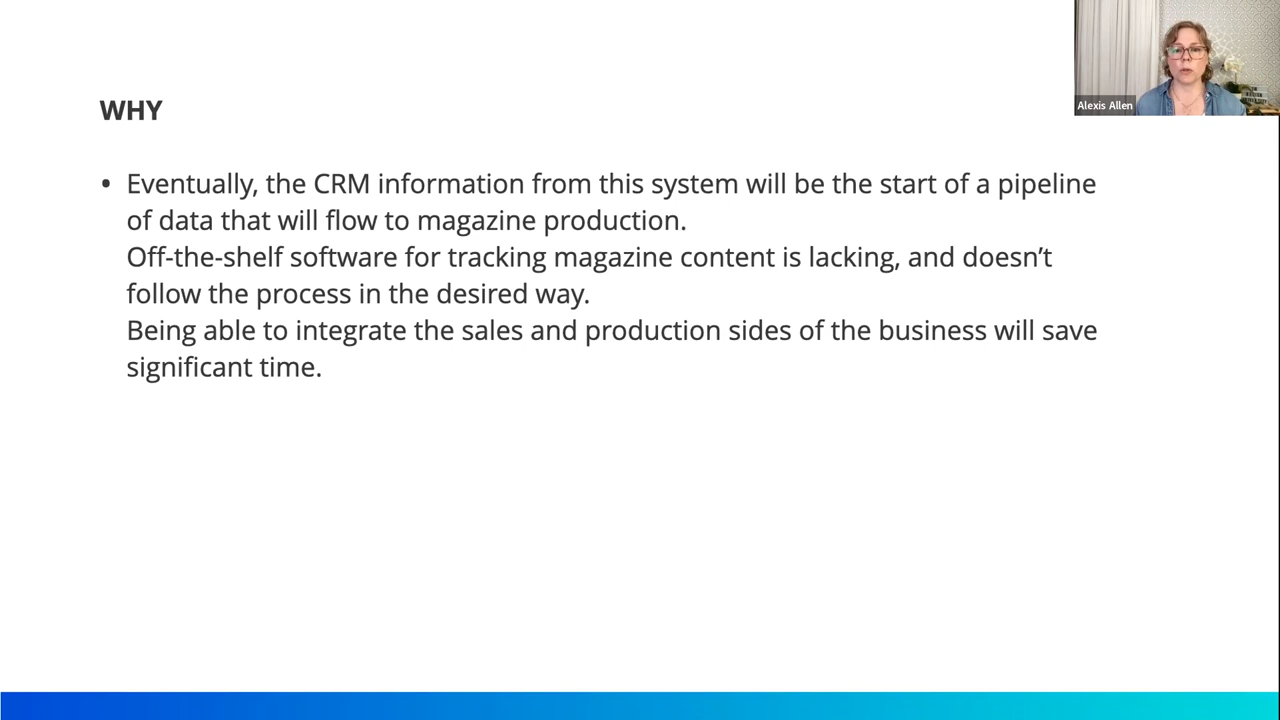 Alexis Allen
WHY
• Eventually, the CRM information from this system will be the start of a pipeline
of data that will flow to magazine production.
Off-the-shelf software for tracking magazine content is lacking, and doesn’t
follow the process in the desired way.
Being able to integrate the sales and production sides of the business will save
significant time.